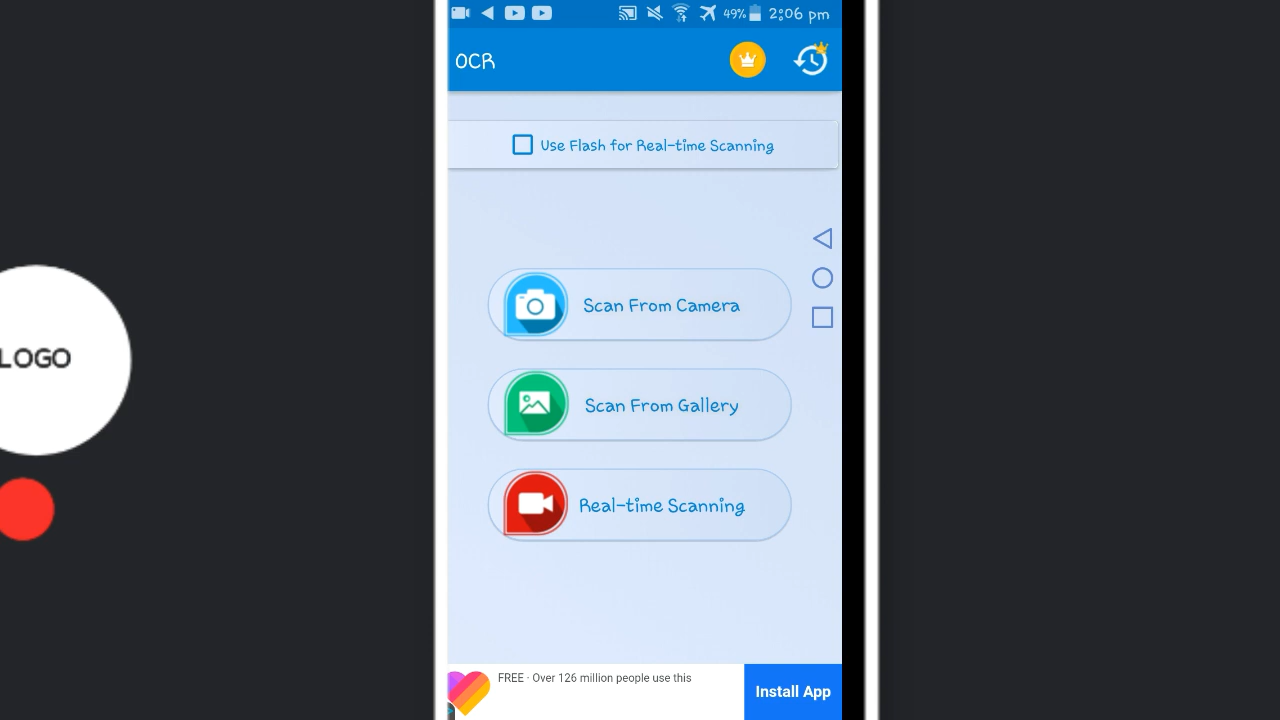 49% 2:06 pm
OCR
Use Flash for Real-time Scanning
Scan From Camera
LOGO
Scan From Gallery
Real-time Scanning
FREE · Over 126 million people use this
Install App